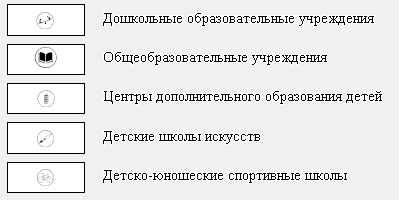 Дошкольные образовательные учреждения
Общеобразовательные учреждения
Центры дополнительного образования детей
Детские школы искусств
Детско-юношеские спортивные школы